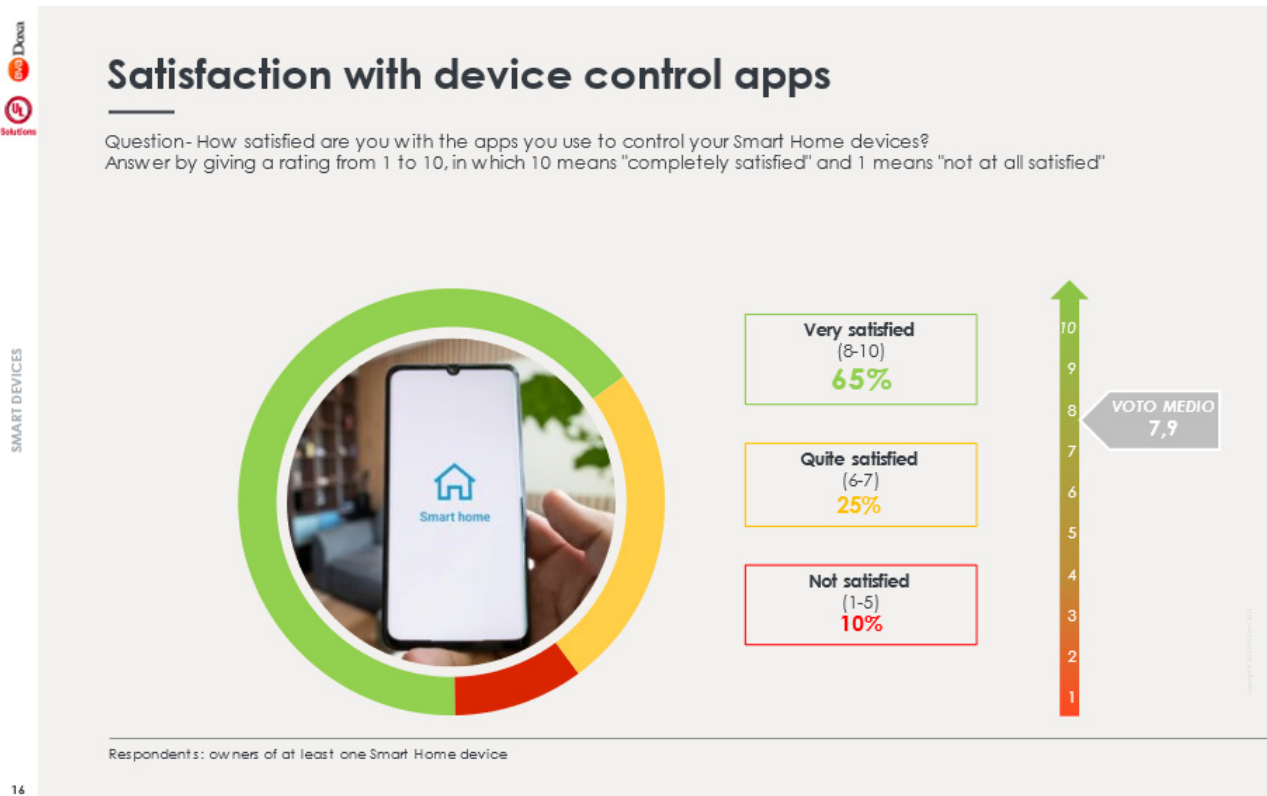 Doxa
BVA
UL
Solutions
Satisfaction with device control apps
Question- How satisfied are you with the apps you use to control your Smart Home devices?
Answer by giving a rating from 1 to 10, in which 10 means "completely satisfied" and 1 means "not at all satisfied"
SMART DEVICES
Smart home
Very satisfied
(8-10)
65%
Quite satisfied
(6-7)
25%
Not satisfied
(1-5)
10%
10
9
8
7
6
5
4
3
2
1
VOTO MEDIO
7,9
Respondents: owners of at least one Smart Home device
16